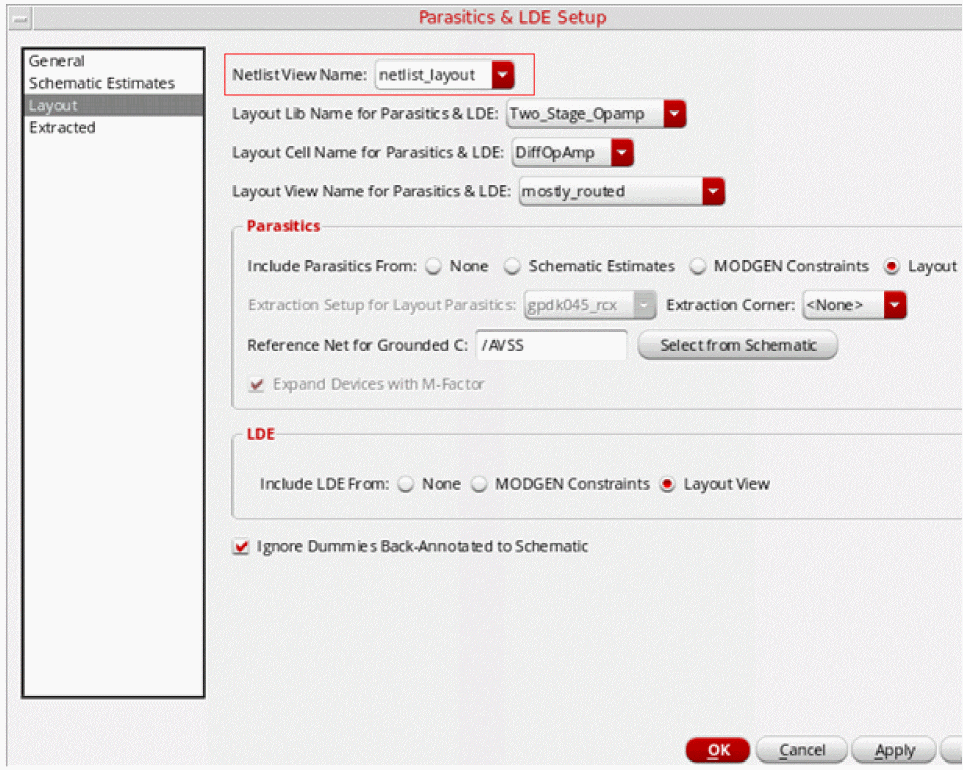 Parasitics & LDE Setup
General
Schematic Estimates
Layout
Extracted
Netlist View Name: netlist_layout
Layout Lib Name for Parasitics & LDE: Two_Stage_Opamp
Layout Cell Name for Parasitics & LDE: DiffOpAmp
Layout View Name for Parasitics & LDE: mostly_routed
Parasitics
Include Parasitics From: None Schematic Estimates MODGEN Constraints Layout
Extraction Setup for Layout Parasitics: gpdk045_rcx Extraction Corner: <None>
Reference Net for Grounded C: /AVSS Select from Schematic
Expand Devices with M-Factor
LDE
Include LDE From: None MODGEN Constraints Layout View
Ignore Dummies Back-Annotated to Schematic
OK Cancel Apply